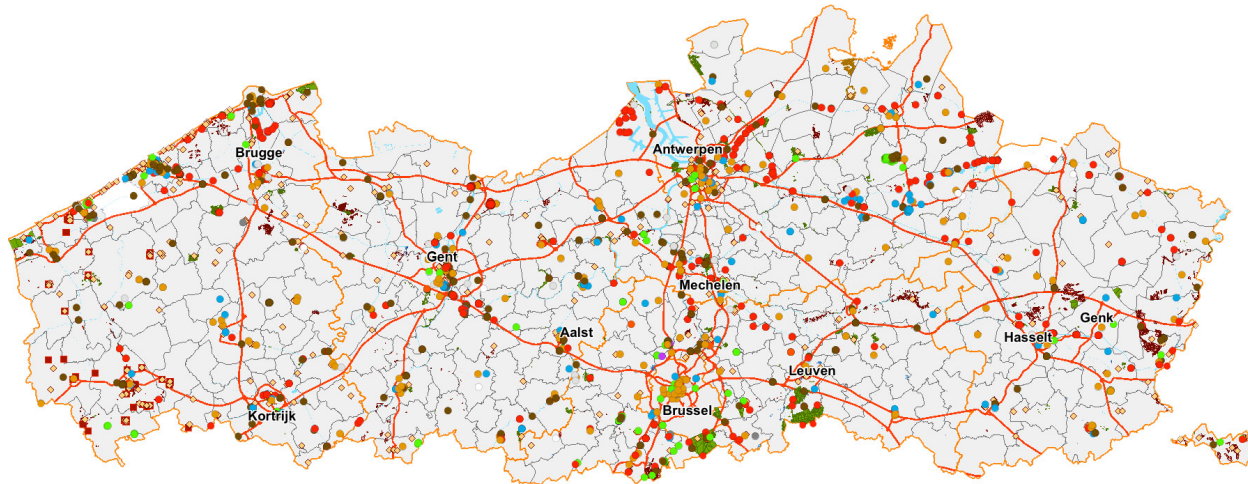 Brugge
Antwerpen
Gent
Mechelen
Aalst
Genk
Hasselt
Leuven
Brussel
Kortrijk